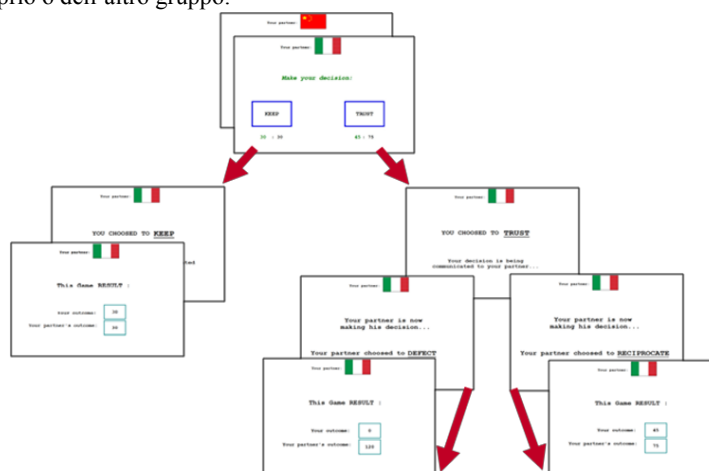 prio o dell'altro gruppo.
Your partner:
Your partner:
Make your decision:
KEEP TRUST
30 : 30 45 : 75
Your partner:
YOU CHOOSED TO KEEP
Your partner:
This Game RESULT :
Your outcome: 30
Your partner's outcome: 30
Your partner:
YOU CHOOSED TO TRUST
Your decision is being
communicated to your partner...
Your partner:
Your partner is now
making his decision...
Your partner choosed to DEFECT
Your partner:
This Game RESULT :
Your outcome: 0
Your partner's outcome: 120
Your partner:
Your partner is now
making his decision...
Your partner choosed to RECIPROCATE
Your partner:
This Game RESULT :
Your outcome: 45
Your partner's outcome: 75